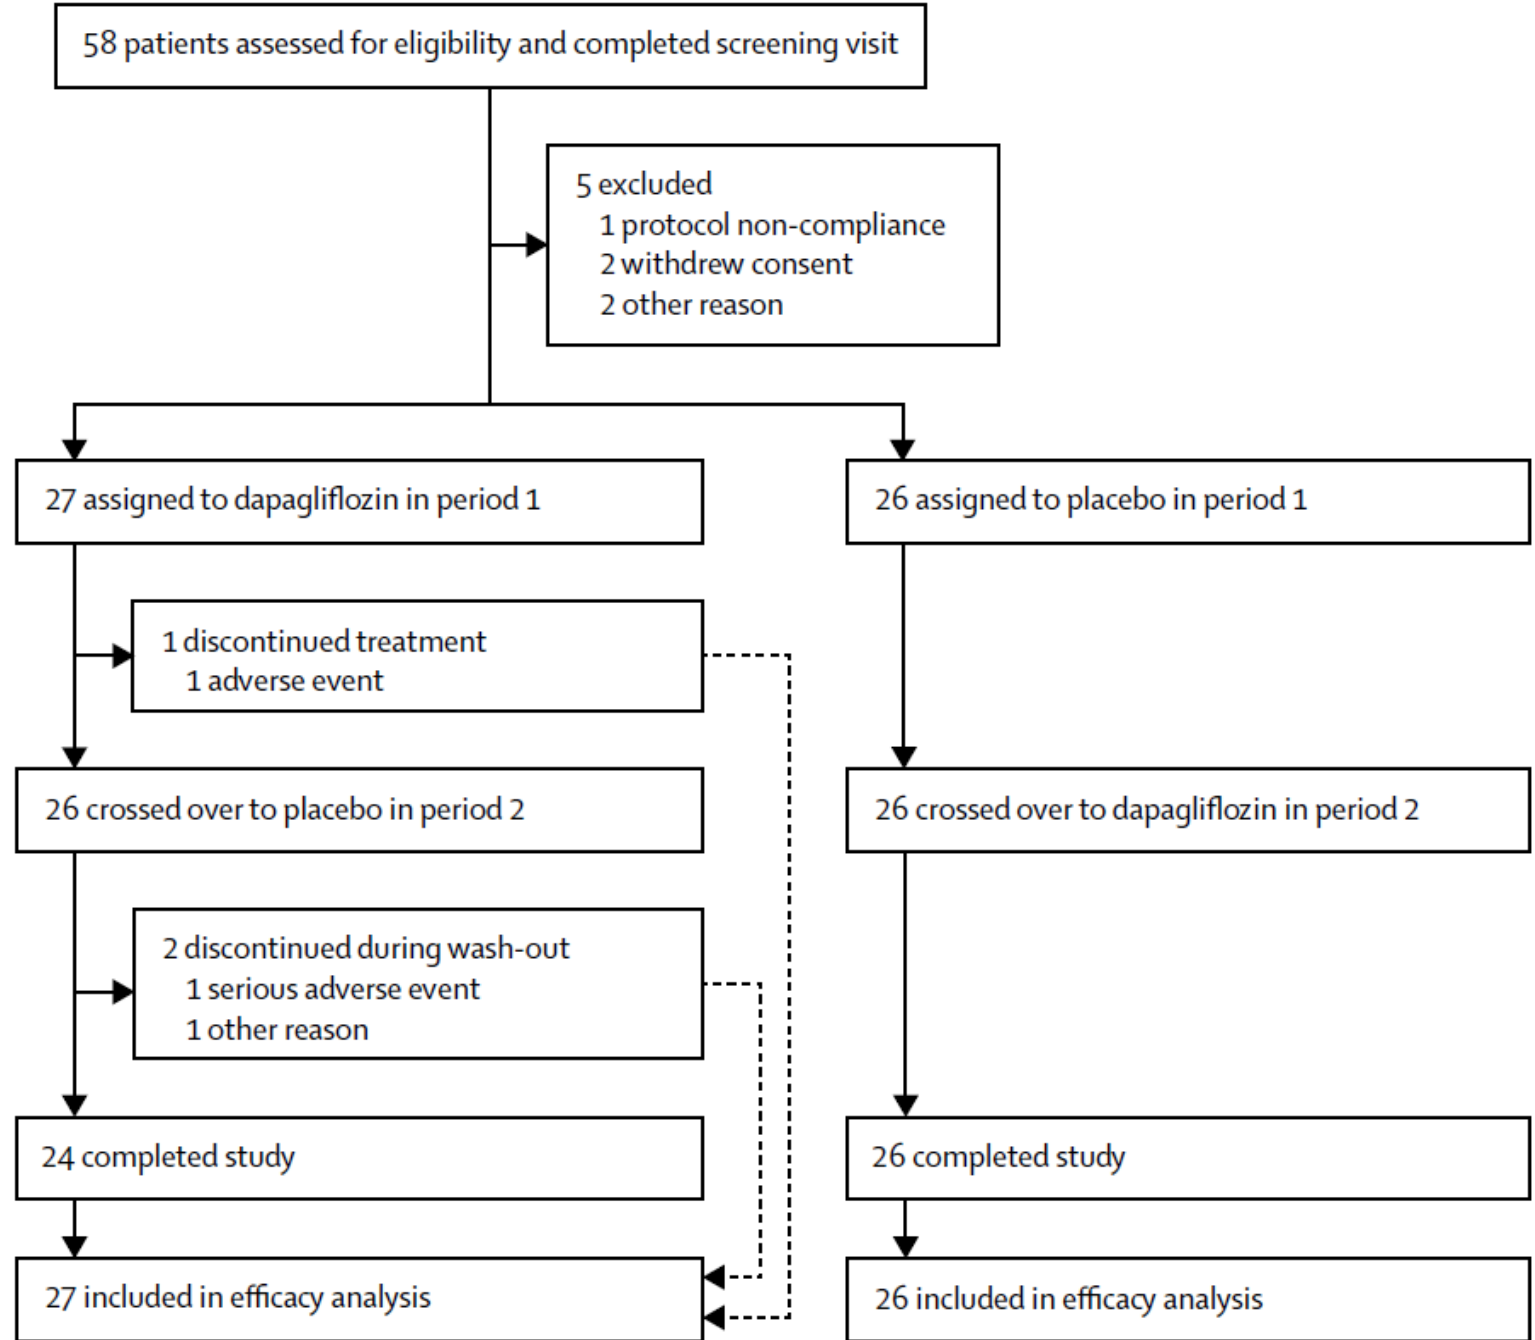 58 patients assessed for eligibility and completed screening visit
5 excluded
1 protocol non-compliance
2 withdrew consent
2 other reason
27 assigned to dapagliflozin in period 1
26 assigned to placebo in period 1
1 discontinued treatment
1 adverse event
26 crossed over to placebo in period 2
26 crossed over to dapagliflozin in period 2
2 discontinued during wash-out
1 serious adverse event
1 other reason
24 completed study
26 completed study
27 included in efficacy analysis
26 included in efficacy analysis